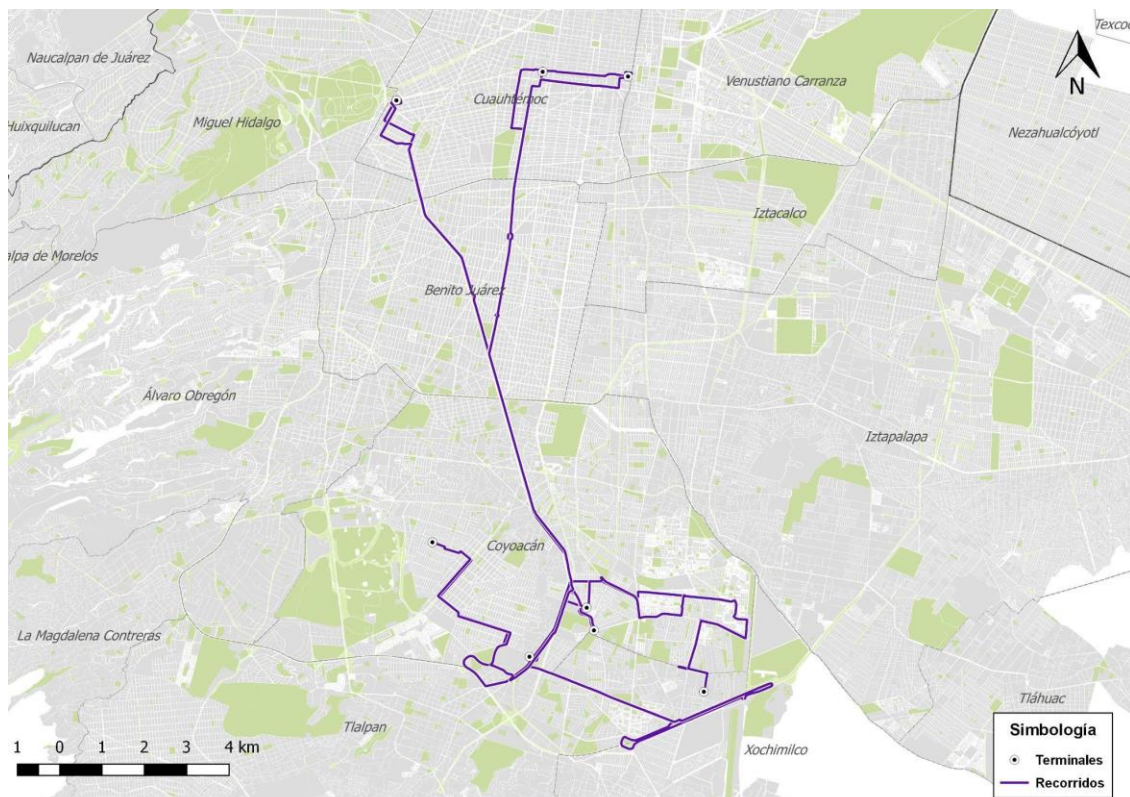 Texcoc
Naucalpan de Juárez
Venustiano Carranza
Cuauhtémoc
N
Miguel Hidalgo
Huixquilucan
Nezahualcóyotl
Iztacalco
alpa de Morelos
Benito Juárez
Álvaro Obregón
Iztapalapa
Coyoacán
La Magdalena Contreras
Tláhuac
Tlalpan
Xochimilco
1 0 1 2 3 4 km
Simbología
Terminales
Recorridos